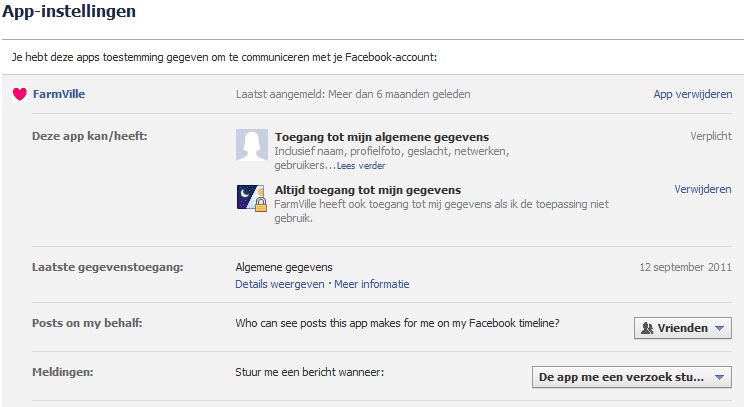 App-instellingen
Je hebt deze apps toestemming gegeven om te communiceren met je Facebook-account:
FarmVille Laatst aangemeld: Meer dan 6 maanden geleden App verwijderen
Deze app kan/heeft: Toegang tot mijn algemene gegevens Verplicht
Inclusief naam, profielfoto, geslacht, netwerken,
gebruikers...Lees verder
Altijd toegang tot mijn gegevens Verwijderen
FarmVille heeft ook toegang tot mij gegevens als ik de toepassing niet
gebruik.
Laatste gegevenstoegang: Algemene gegevens 12 september 2011
Details weergeven · Meer informatie
Posts on my behalf: Who can see posts this app makes for me on my Facebook timeline? Vrienden
Meldingen: Stuur me een bericht wanneer: De app me een verzoek stu...